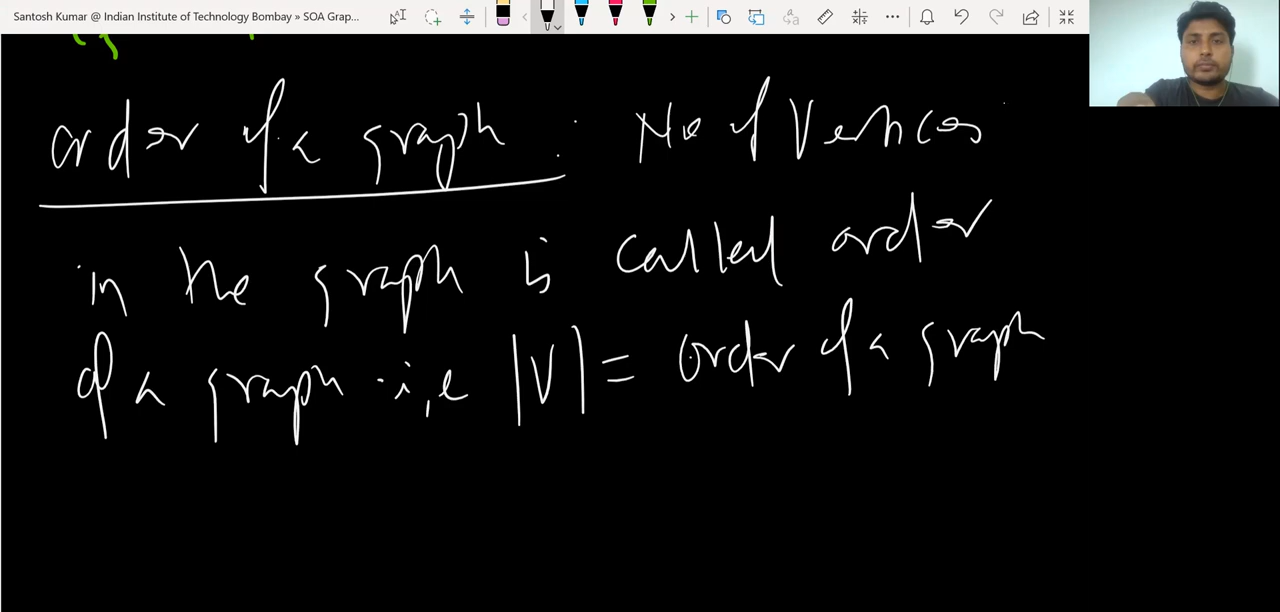 Santosh Kumar @ Indian Institute of Technology Bombay » SOA Grap...
order of a graph : No of Vertices
in the graph is called order
of a graph i,e |V| = order of a graph